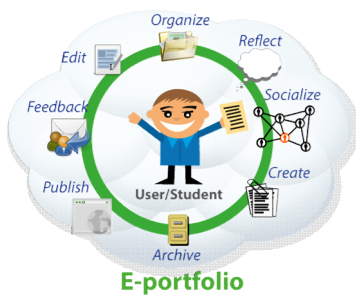 Organize
Reflect
Edit
Socialize
Feedback
Create
Publish
User/Student
Archive
E-portfolio